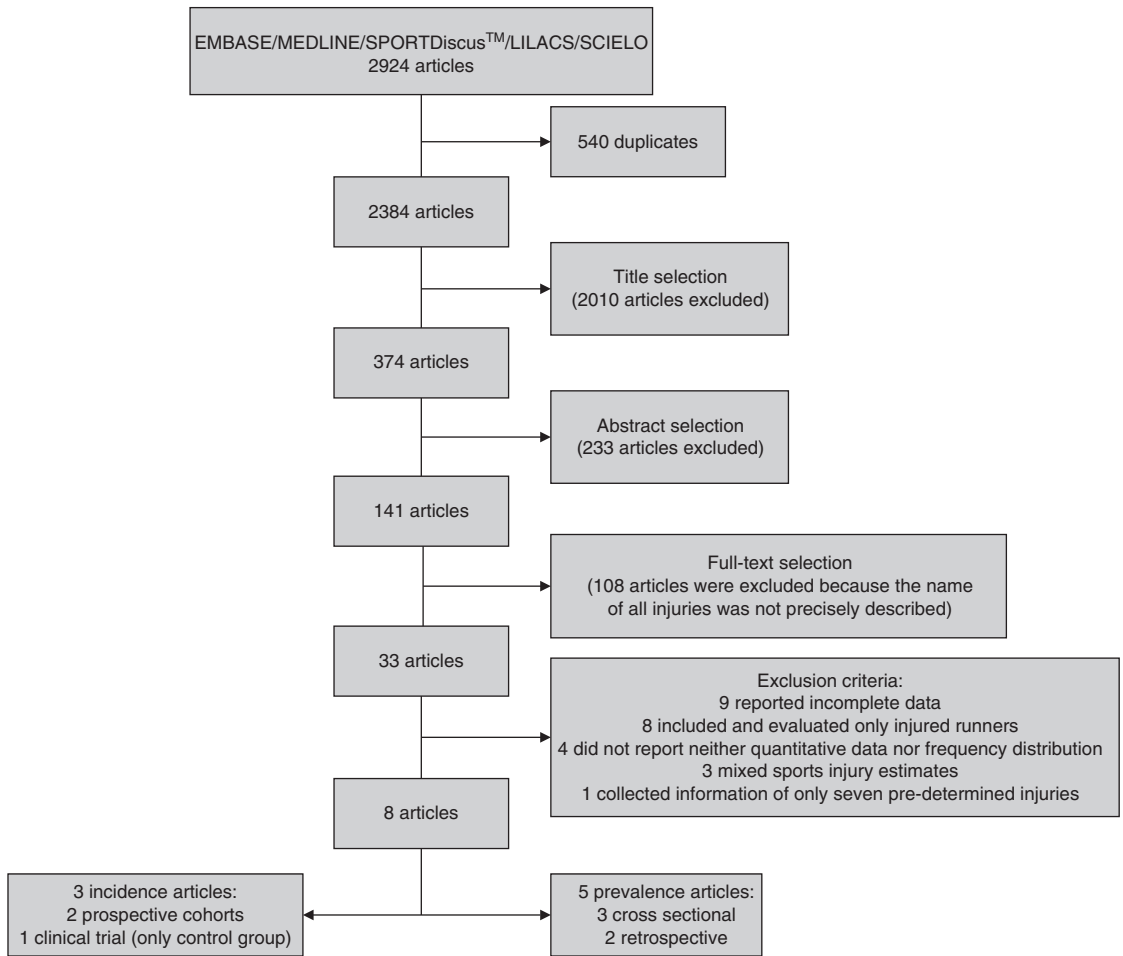 EMBASE/MEDLINE/SPORTDiscus™/LILACS/SCIELO
2924 articles
540 duplicates
2384 articles
Title selection
(2010 articles excluded)
374 articles
Abstract selection
(233 articles excluded)
141 articles
Full-text selection
(108 articles were excluded because the name
of all injuries was not precisely described)
33 articles
Exclusion criteria:
9 reported incomplete data
8 included and evaluated only injured runners
4 did not report neither quantitative data nor frequency distribution
3 mixed sports injury estimates
1 collected information of only seven pre-determined injuries
8 articles
3 incidence articles:
2 prospective cohorts
1 clinical trial (only control group)
5 prevalence articles:
3 cross sectional
2 retrospective